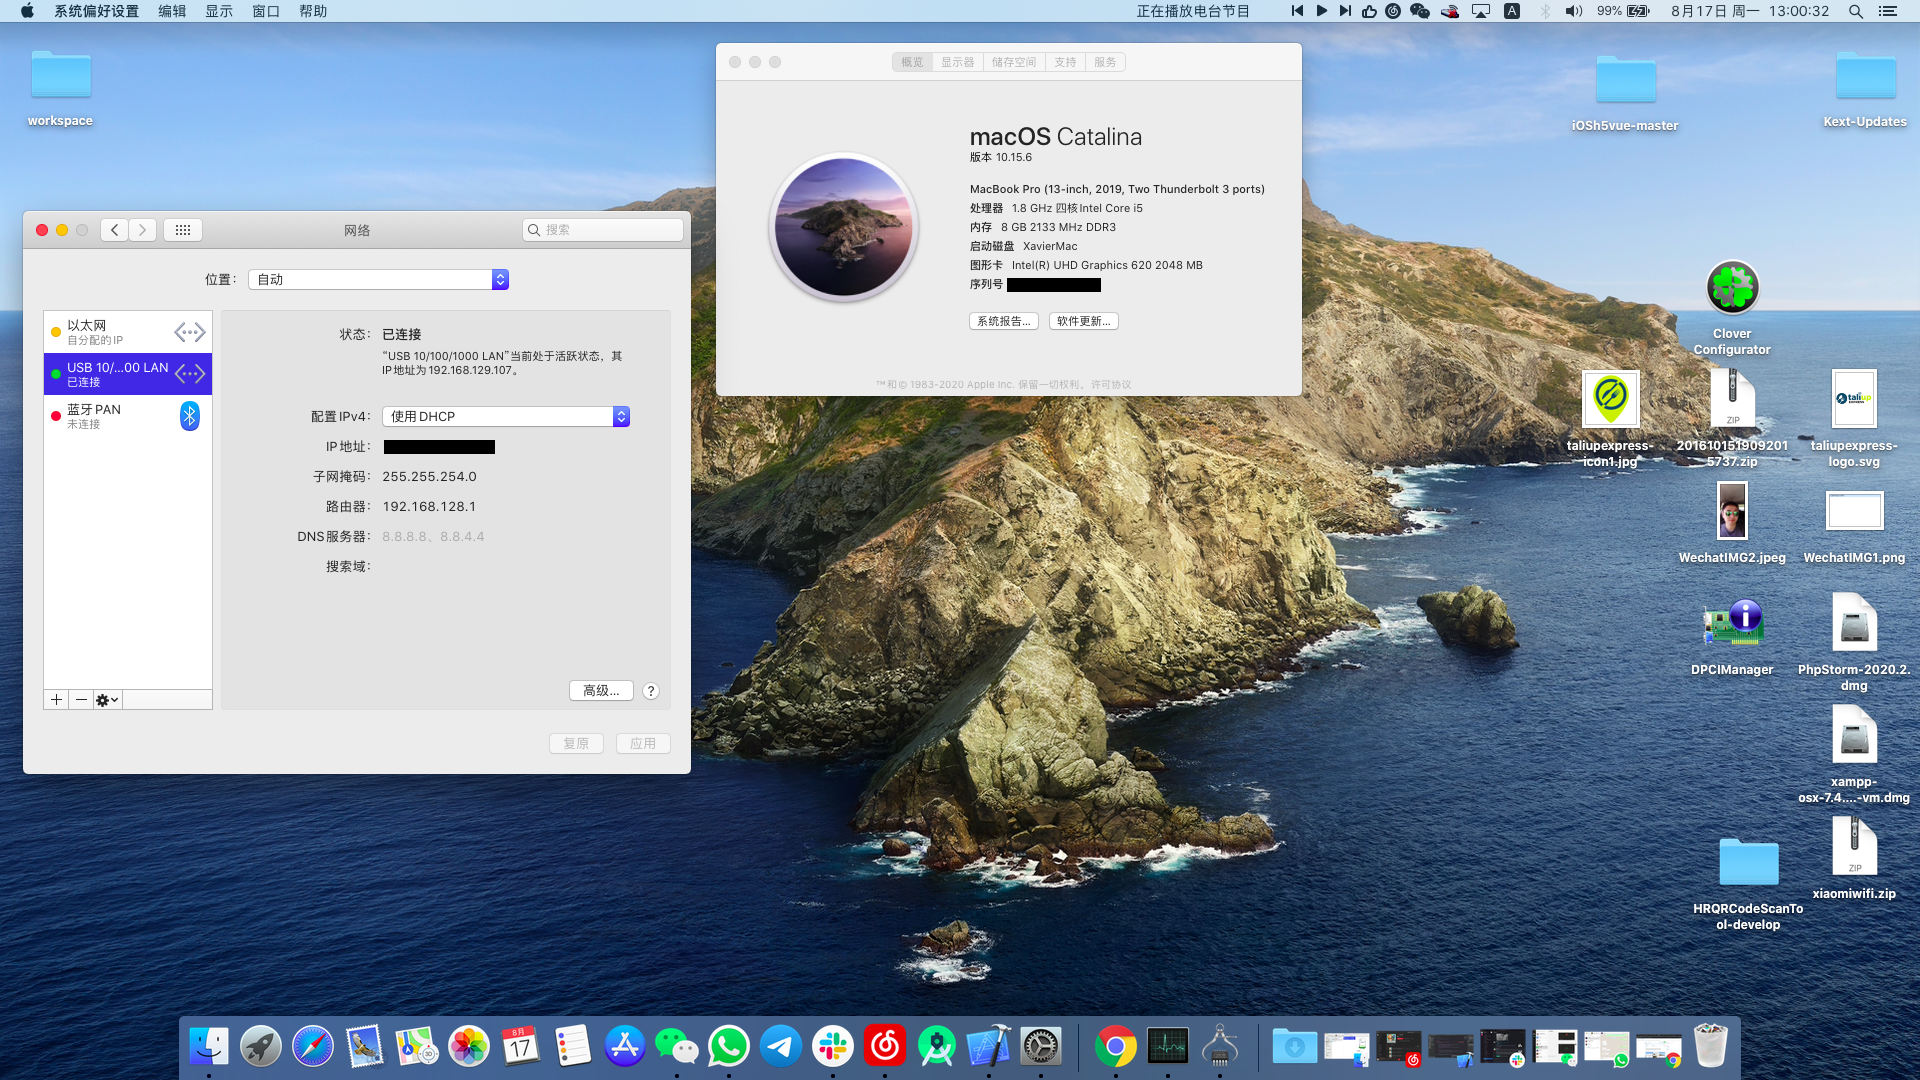 系统偏好设置 编辑 显示 窗口 帮助
正在播放电台节目
A
99%
8月17日 周一 13:00:32
workspace
iOSh5vue-master
Kext-Updates
概览 显示器 储存空间 支持 服务
macOS Catalina
版本 10.15.6
MacBook Pro (13-inch, 2019, Two Thunderbolt 3 ports)
处理器 1.8 GHz 四核Intel Core i5
内存 8 GB 2133 MHz DDR3
启动磁盘 XavierMac
图形卡 Intel(R) UHD Graphics 620 2048 MB
序列号
系统报告... 软件更新...
™和© 1983-2020 Apple Inc. 保留一切权利。许可协议
网络
搜索
位置： 自动
以太网
自分配的 IP
USB 10/...00 LAN
已连接
蓝牙 PAN
未连接
状态： 已连接
“USB 10/100/1000 LAN”当前处于活跃状态，其
IP 地址为 192.168.129.107。
配置 IPv4： 使用 DHCP
IP 地址：
子网掩码： 255.255.254.0
路由器： 192.168.128.1
DNS 服务器： 8.8.8.8、8.8.4.4
搜索域：
高级... ?
复原 应用
Clover
Configurator
taliup
ZIP
taliupexpress-
icon1.jpg
201610151909201
5737.zip
taliupexpress-
logo.svg
WechatIMG2.jpeg
WechatIMG1.png
DPCIManager
PhpStorm-2020.2.
dmg
xampp-
osx-7.4....-vm.dmg
ZIP
HRQRCodeScanTo
ol-develop
xiaomiwifi.zip
8月
17